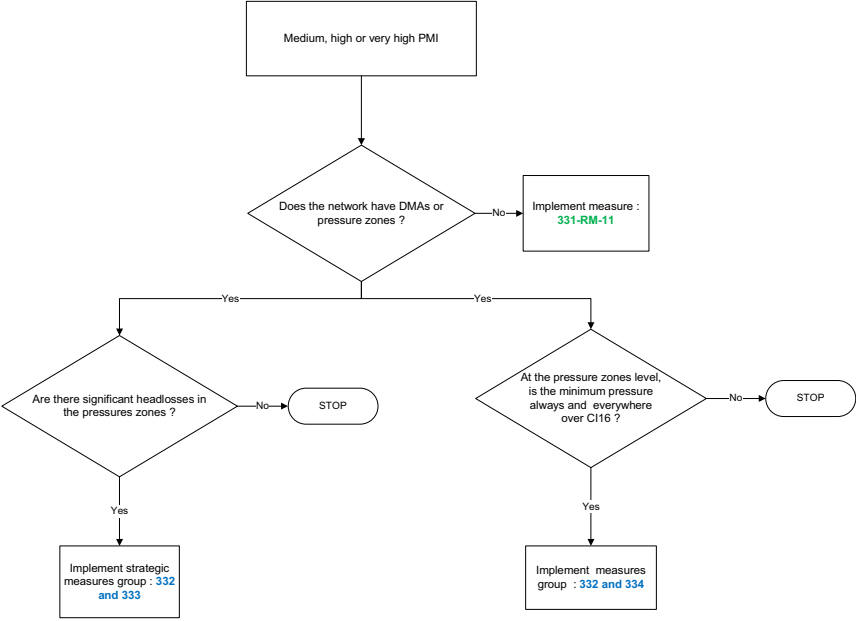 Medium, high or very high PMI
Does the network have DMAs or
pressure zones ?
No
Implement measure :
331-RM-11
Yes
Yes
Are there significant headlosses in
the pressures zones ?
No
STOP
At the pressure zones level,
is the minimum pressure
always and everywhere
over CI16 ?
No
STOP
Yes
Yes
Implement strategic
measures group : 332
and 333
Implement measures
group : 332 and 334